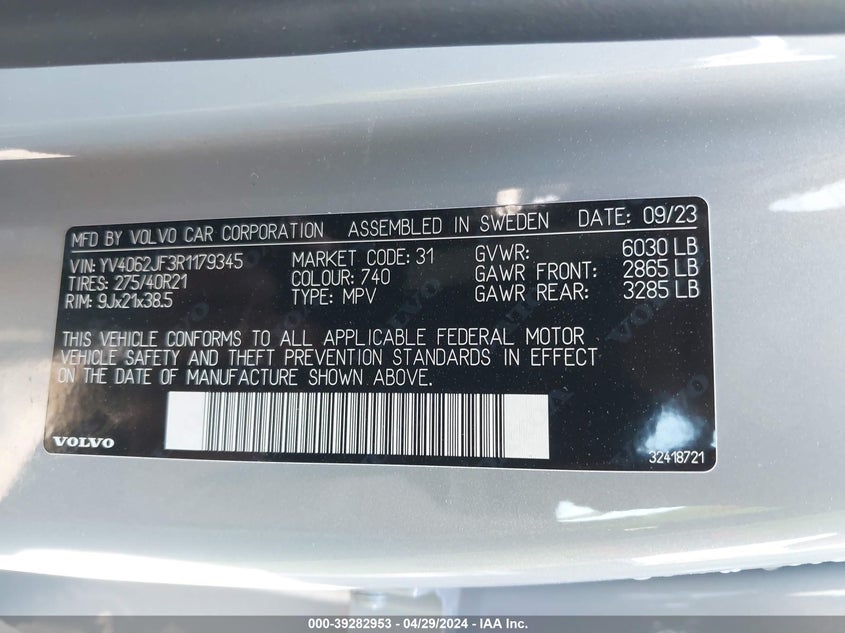 MFD BY VOLVO CAR CORPORATION ASSEMBLED IN SWEDEN DATE: 09/23
VIN: YV4062JF3R1179345 MARKET CODE: 31 GVWR: 6030 LB
TIRES: 275/40R21 COLOUR: 740 GAWR FRONT: 2865 LB
RIM: 9Jx21x38.5 TYPE: MPV GAWR REAR: 3285 LB
THIS VEHICLE CONFORMS TO ALL APPLICABLE FEDERAL MOTOR
VEHICLE SAFETY AND THEFT PREVENTION STANDARDS IN EFFECT
ON THE DATE OF MANUFACTURE SHOWN ABOVE.
VOLVO
32418721
000-39282953 - 04/29/2024 - IAA Inc.